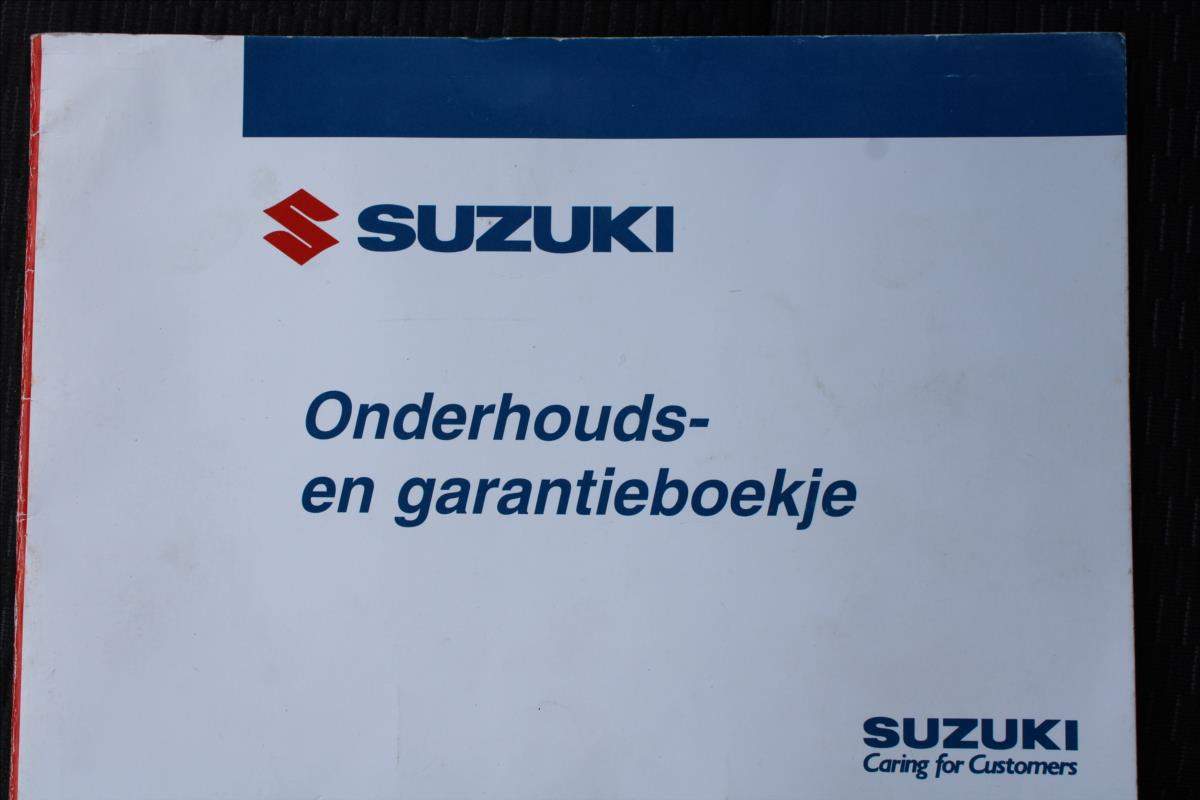 SUZUKI
Onderhouds-
en garantieboekje
SUZUKI
Caring for Customers